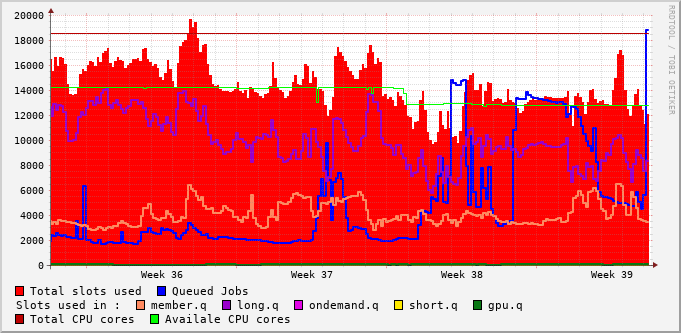 20000
18000
16000
14000
12000
10000
8000
6000
4000
2000
0
Week 36 Week 37 Week 38 Week 39
Total slots used Queued Jobs
Slots used in : member.q long.q ondemand.q short.q gpu.q
Total CPU cores Availale CPU cores
RRDTOOL / TOBI OETIKER